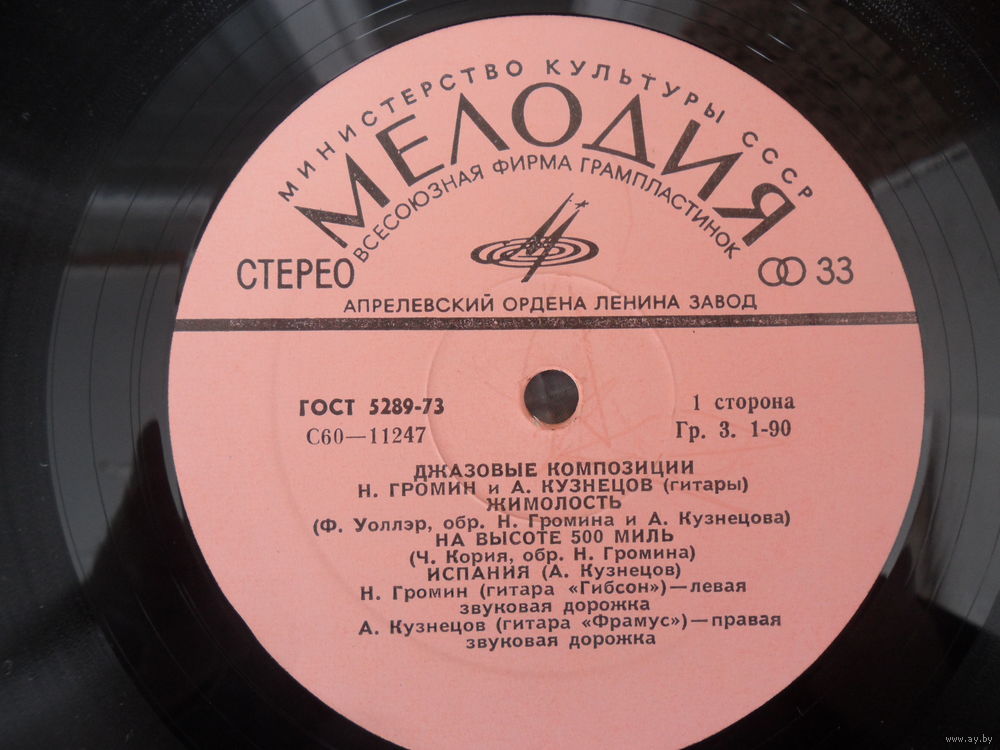 МИНИСТЕРСТВО КУЛЬТУРЫ СССР
МЕЛОДИЯ
ВСЕСОЮЗНАЯ ФИРМА ГРАМПЛАСТИНОК
СТЕРЕО
33
АПРЕЛЕВСКИЙ ОРДЕНА ЛЕНИНА ЗАВОД
ГОСТ 5289-73
1 сторона
С60—11247
Гр. 3. 1-90
ДЖАЗОВЫЕ КОМПОЗИЦИИ
Н. ГРОМИН и А. КУЗНЕЦОВ (гитары)
ЖИМОЛОСТЬ
(Ф. Уоллэр, обр. Н. Громина и А. Кузнецова)
НА ВЫСОТЕ 500 МИЛЬ
(Ч. Кория, обр. Н. Громина)
ИСПАНИЯ (А. Кузнецов)
Н. Громин (гитара «Гибсон»)—левая
звуковая дорожка
А. Кузнецов (гитара «Фрамус»)—правая
звуковая дорожка
www.ay.by